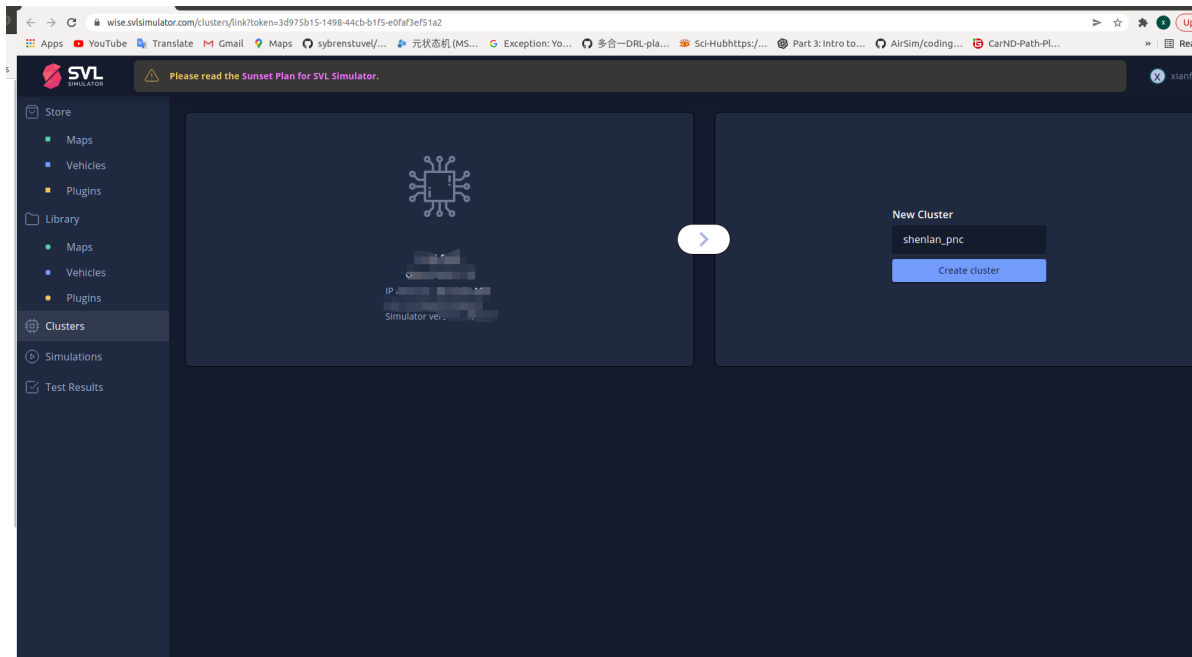 wise.svlsimulator.com/clusters/link?token=3d975b15-1498-44cb-b1f5-e0faf3ef51a2
Apps YouTube Translate Gmail Maps sybrenstuvel/... 元状态机 (MS... Exception: Yo... 多合一DRL-pla... Sci-Hubhttps:/... Part 3: Intro to... AirSim/coding... CarND-Path-Pl... »
SVL
SIMULATOR
Please read the Sunset Plan for SVL Simulator.
X xianf
Store
Maps
Vehicles
Plugins
Library
Maps
Vehicles
Plugins
Clusters
Simulations
Test Results
IP
Simulator
New Cluster
shenlan_pnc
Create cluster